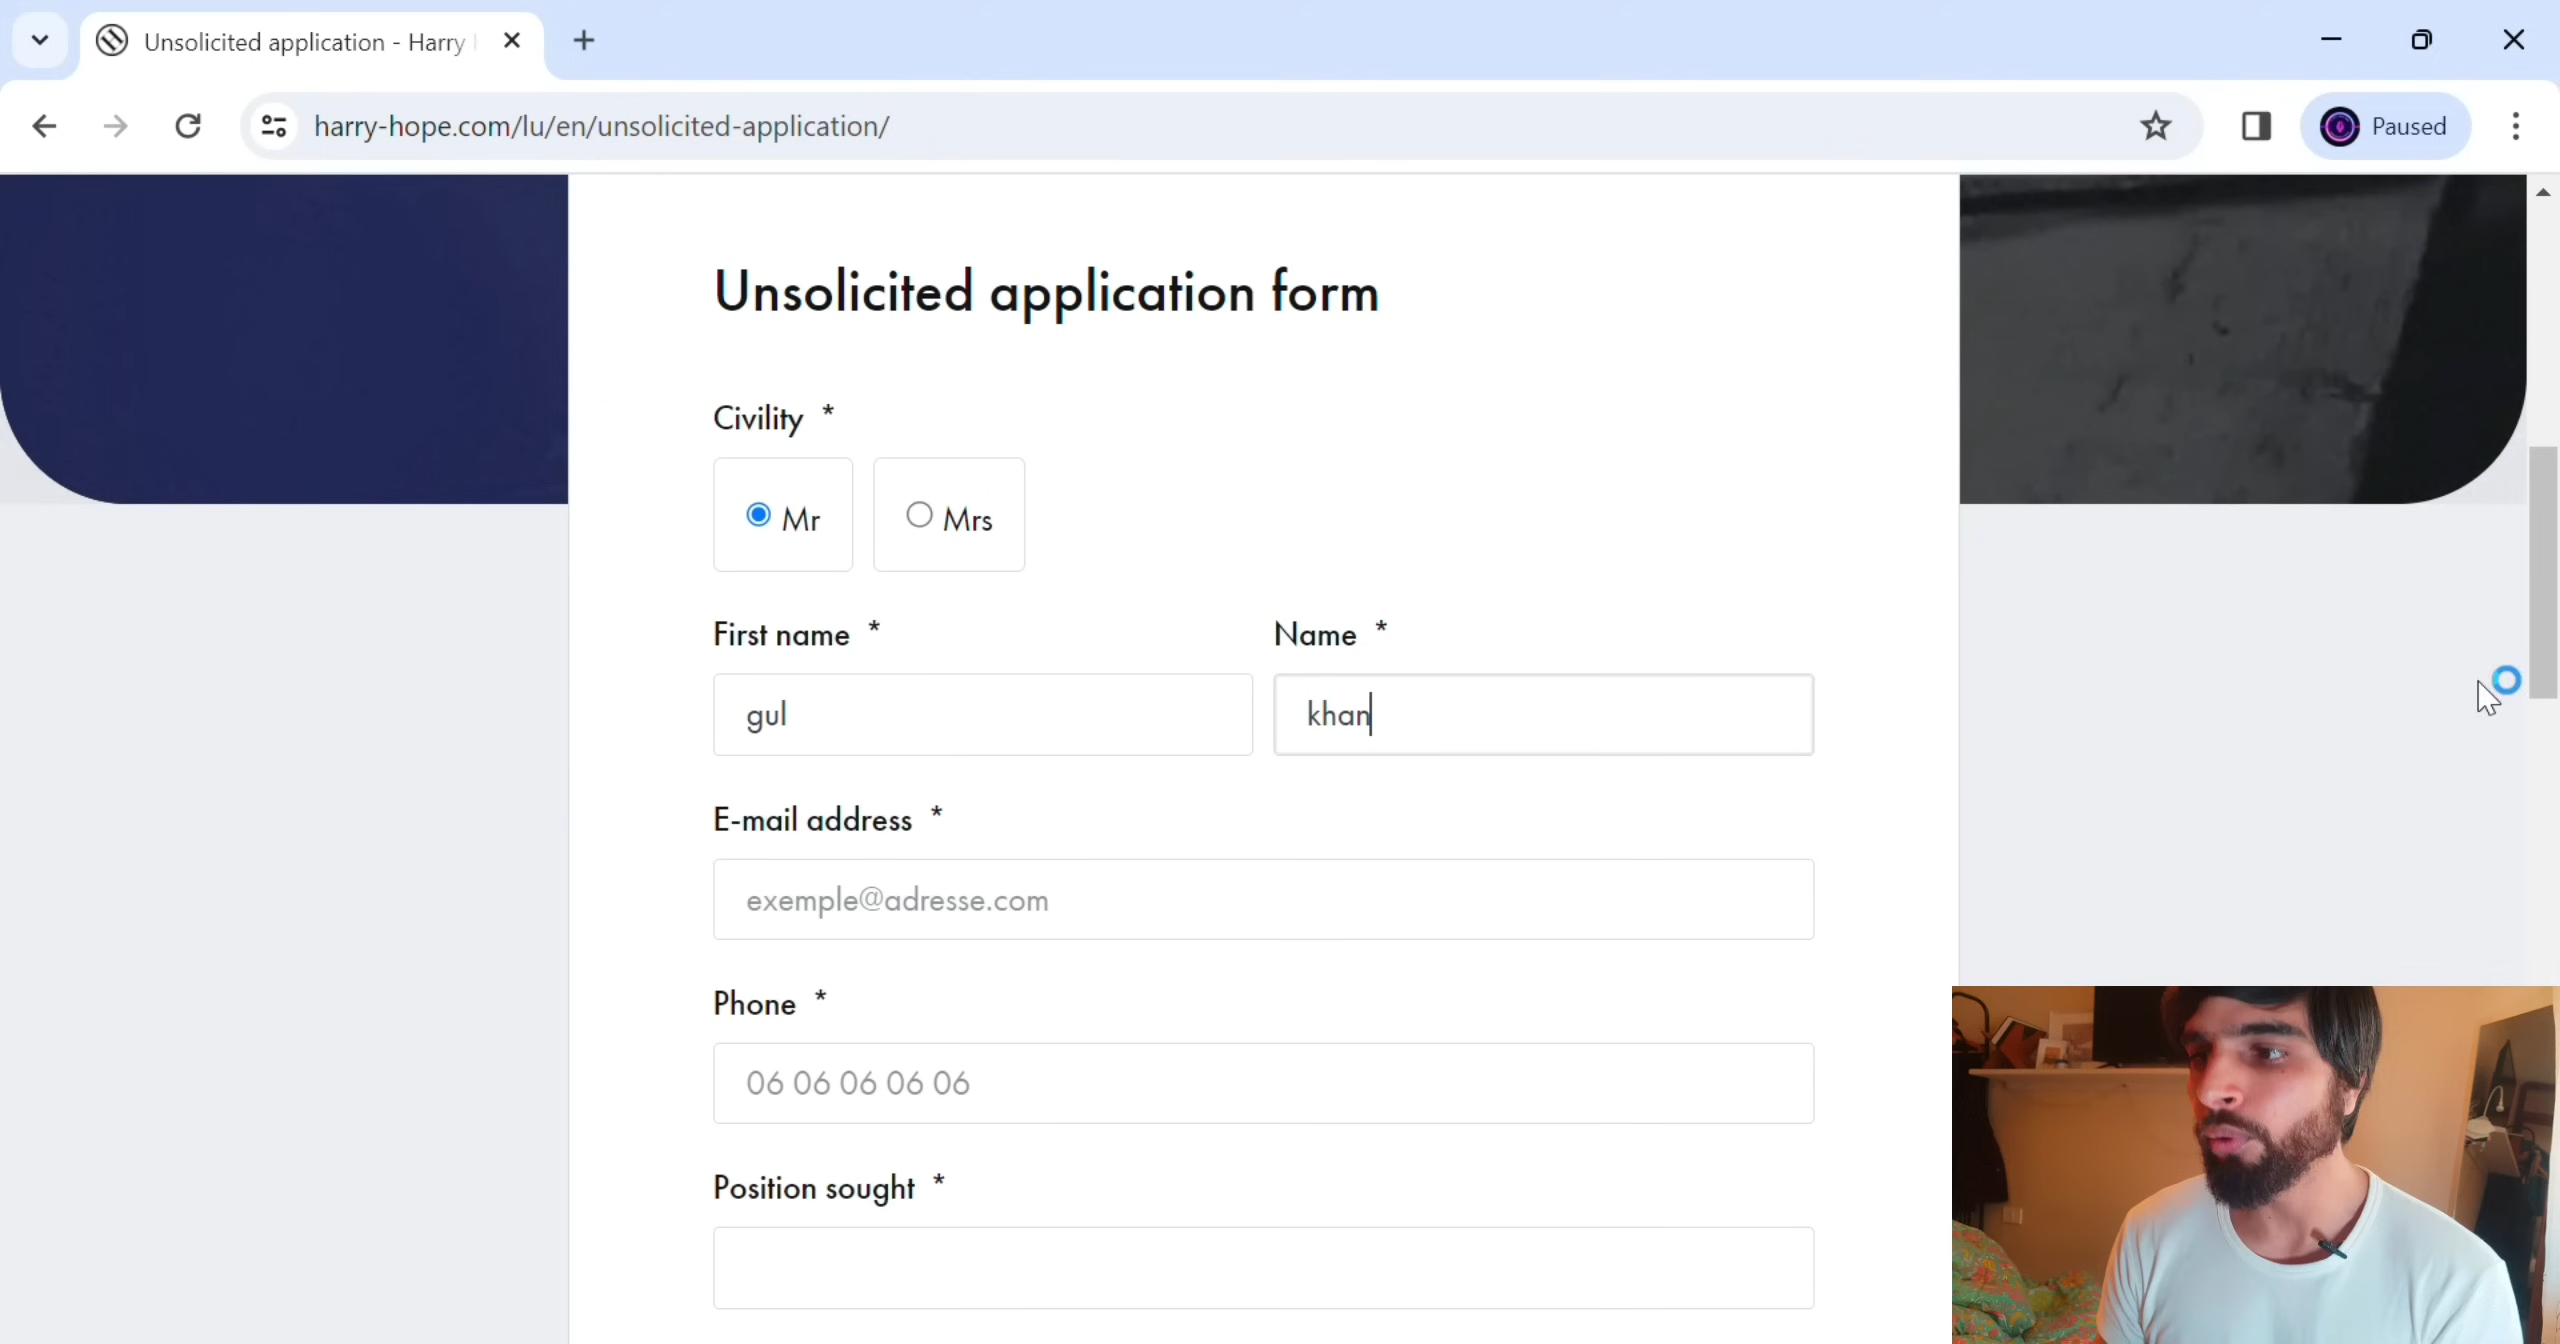 Unsolicited application - Harry
harry-hope.com/lu/en/unsolicited-application/
Paused
Unsolicited application form
Civility *
Mr Mrs
First name * Name *
gul khan
E-mail address *
exemple@adresse.com
Phone *
06 06 06 06 06
Position sought *